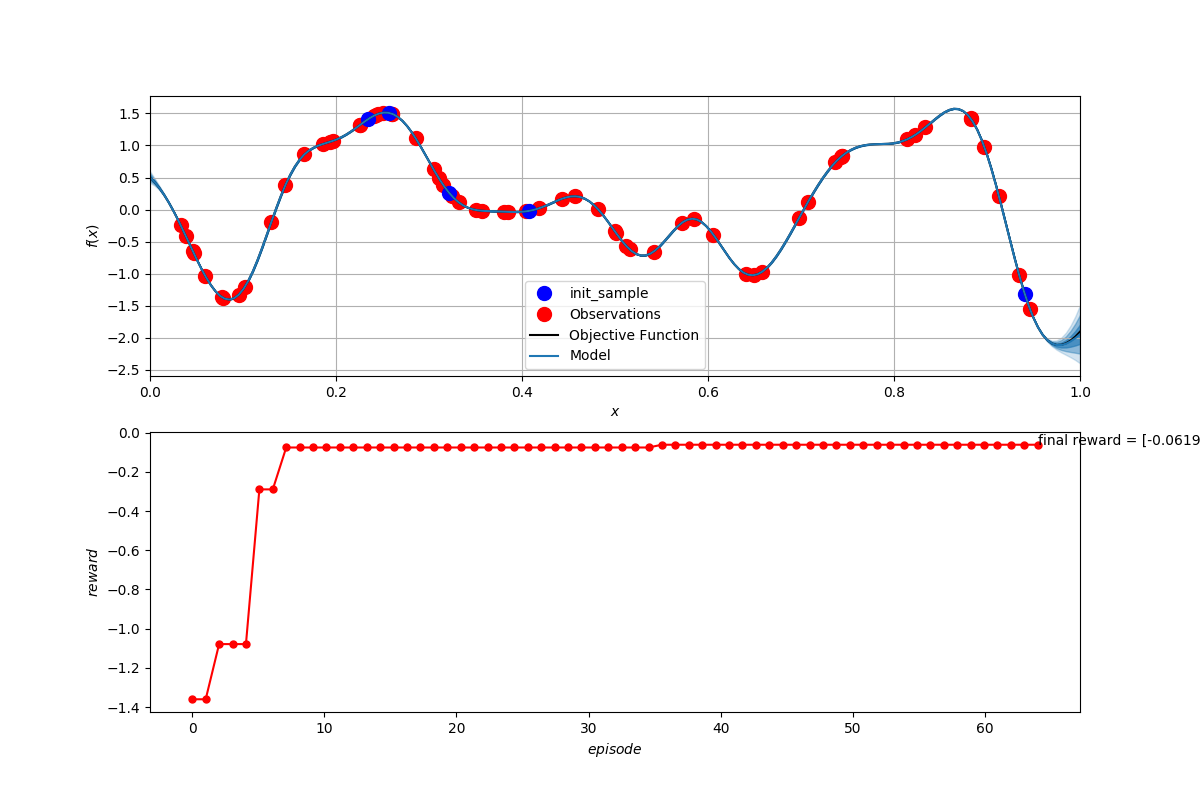 1.5
1.0
0.5
0.0
−0.5
−1.0
−1.5
−2.0
−2.5
f(x)
init_sample
Observations
Objective Function
Model
0.0 0.2 0.4 0.6 0.8 1.0
x
0.0
−0.2
−0.4
−0.6
−0.8
−1.0
−1.2
−1.4
reward
final reward = [-0.0619
0 10 20 30 40 50 60
episode